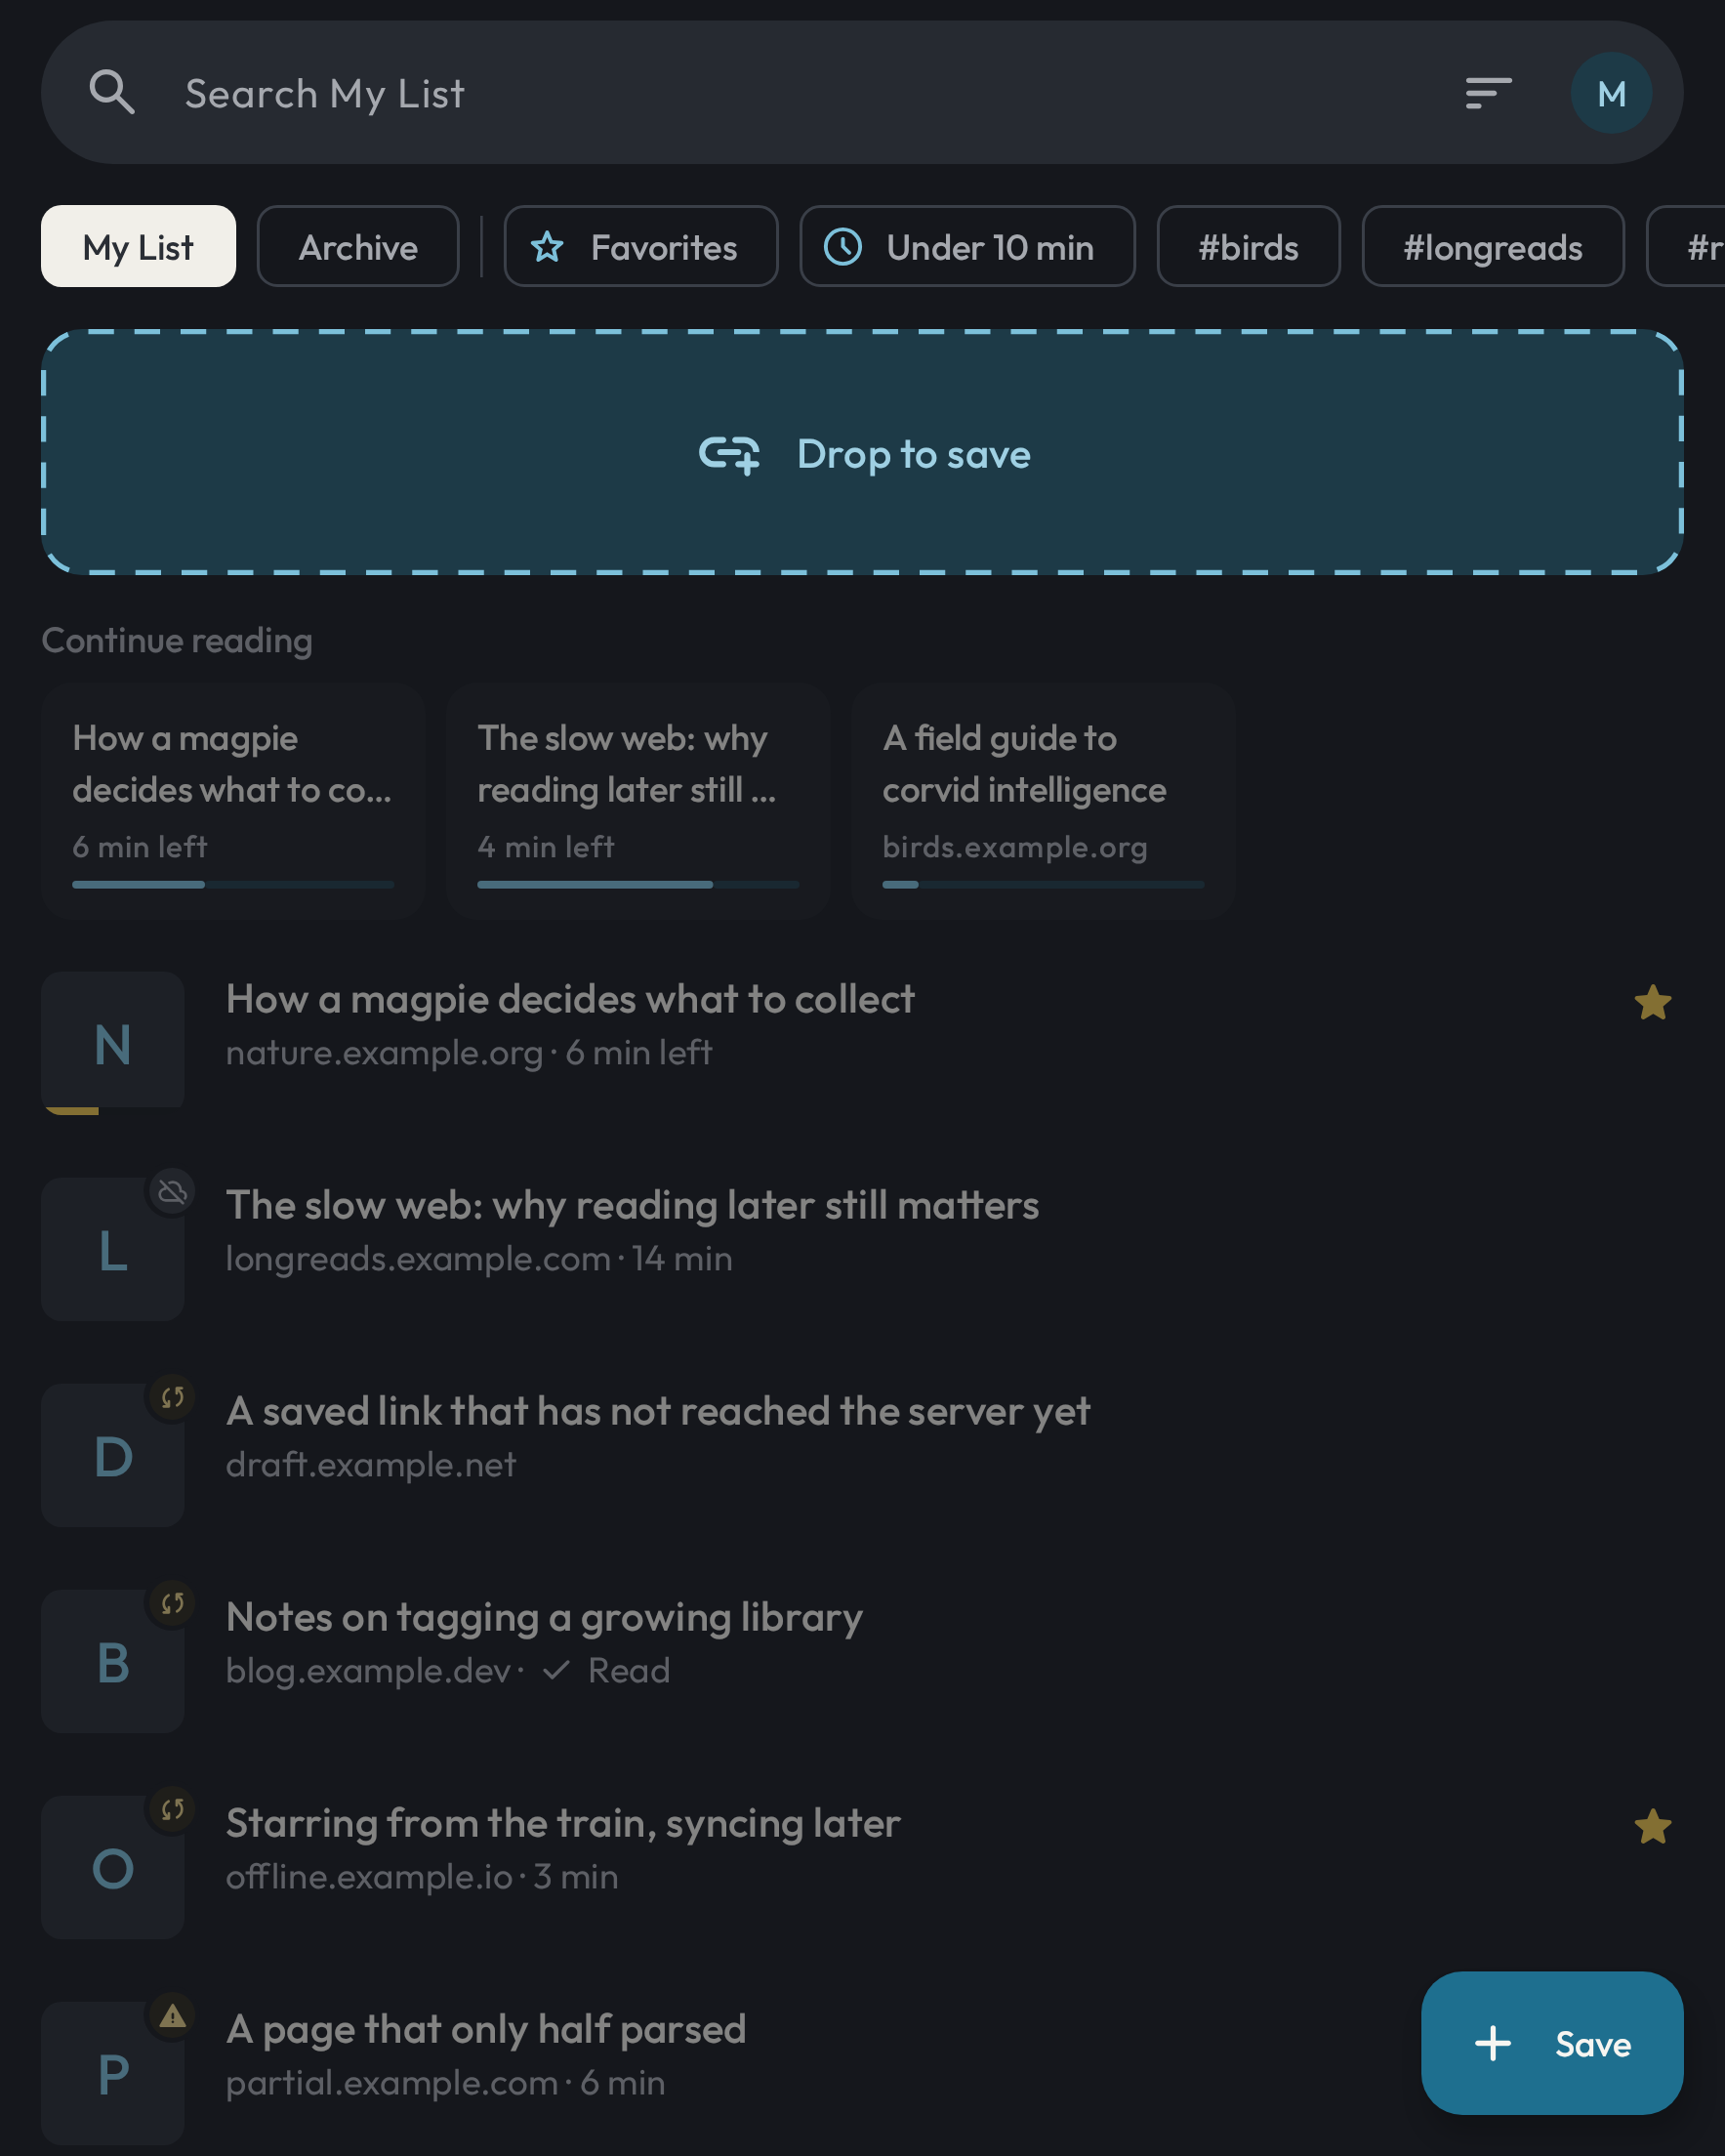 Search My List
M
My List
Archive
Favorites
Under 10 min
#birds
#longreads
#r
Drop to save
Continue reading
How a magpie
decides what to co...
6 min left
The slow web: why
reading later still ...
4 min left
A field guide to
corvid intelligence
birds.example.org
N
How a magpie decides what to collect
nature.example.org · 6 min left
L
The slow web: why reading later still matters
longreads.example.com · 14 min
D
A saved link that has not reached the server yet
draft.example.net
B
Notes on tagging a growing library
blog.example.dev · ✓ Read
O
Starring from the train, syncing later
offline.example.io · 3 min
P
A page that only half parsed
partial.example.com · 6 min
+ Save